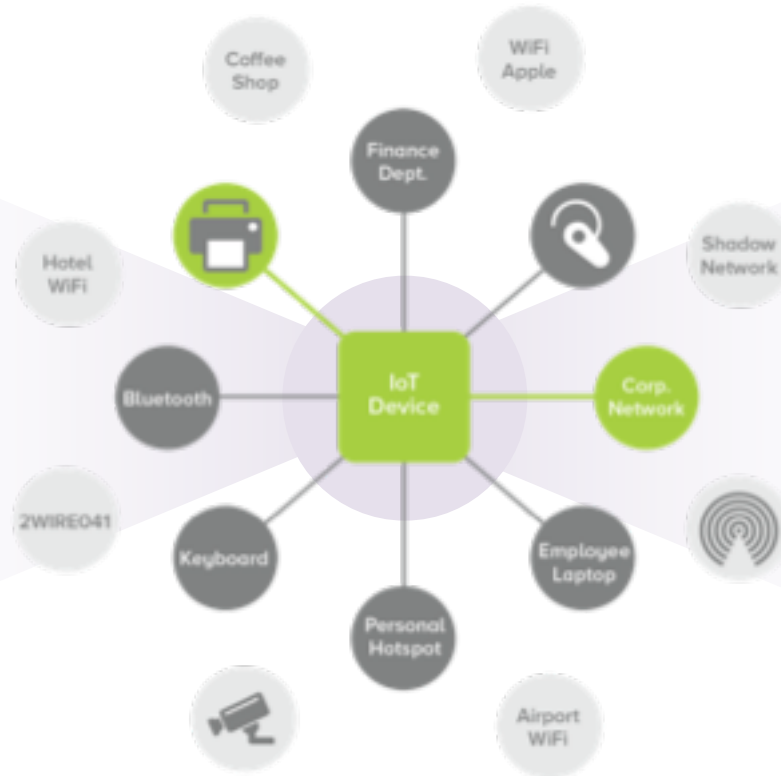 Coffee
Shop
WiFi
Apple
Finance
Dept.
Hotel
WiFi
Shadow
Network
Bluetooth
IoT
Device
Corp.
Network
2WIRE041
Keyboard
Employee
Laptop
Personal
Hotspot
Airport
WiFi